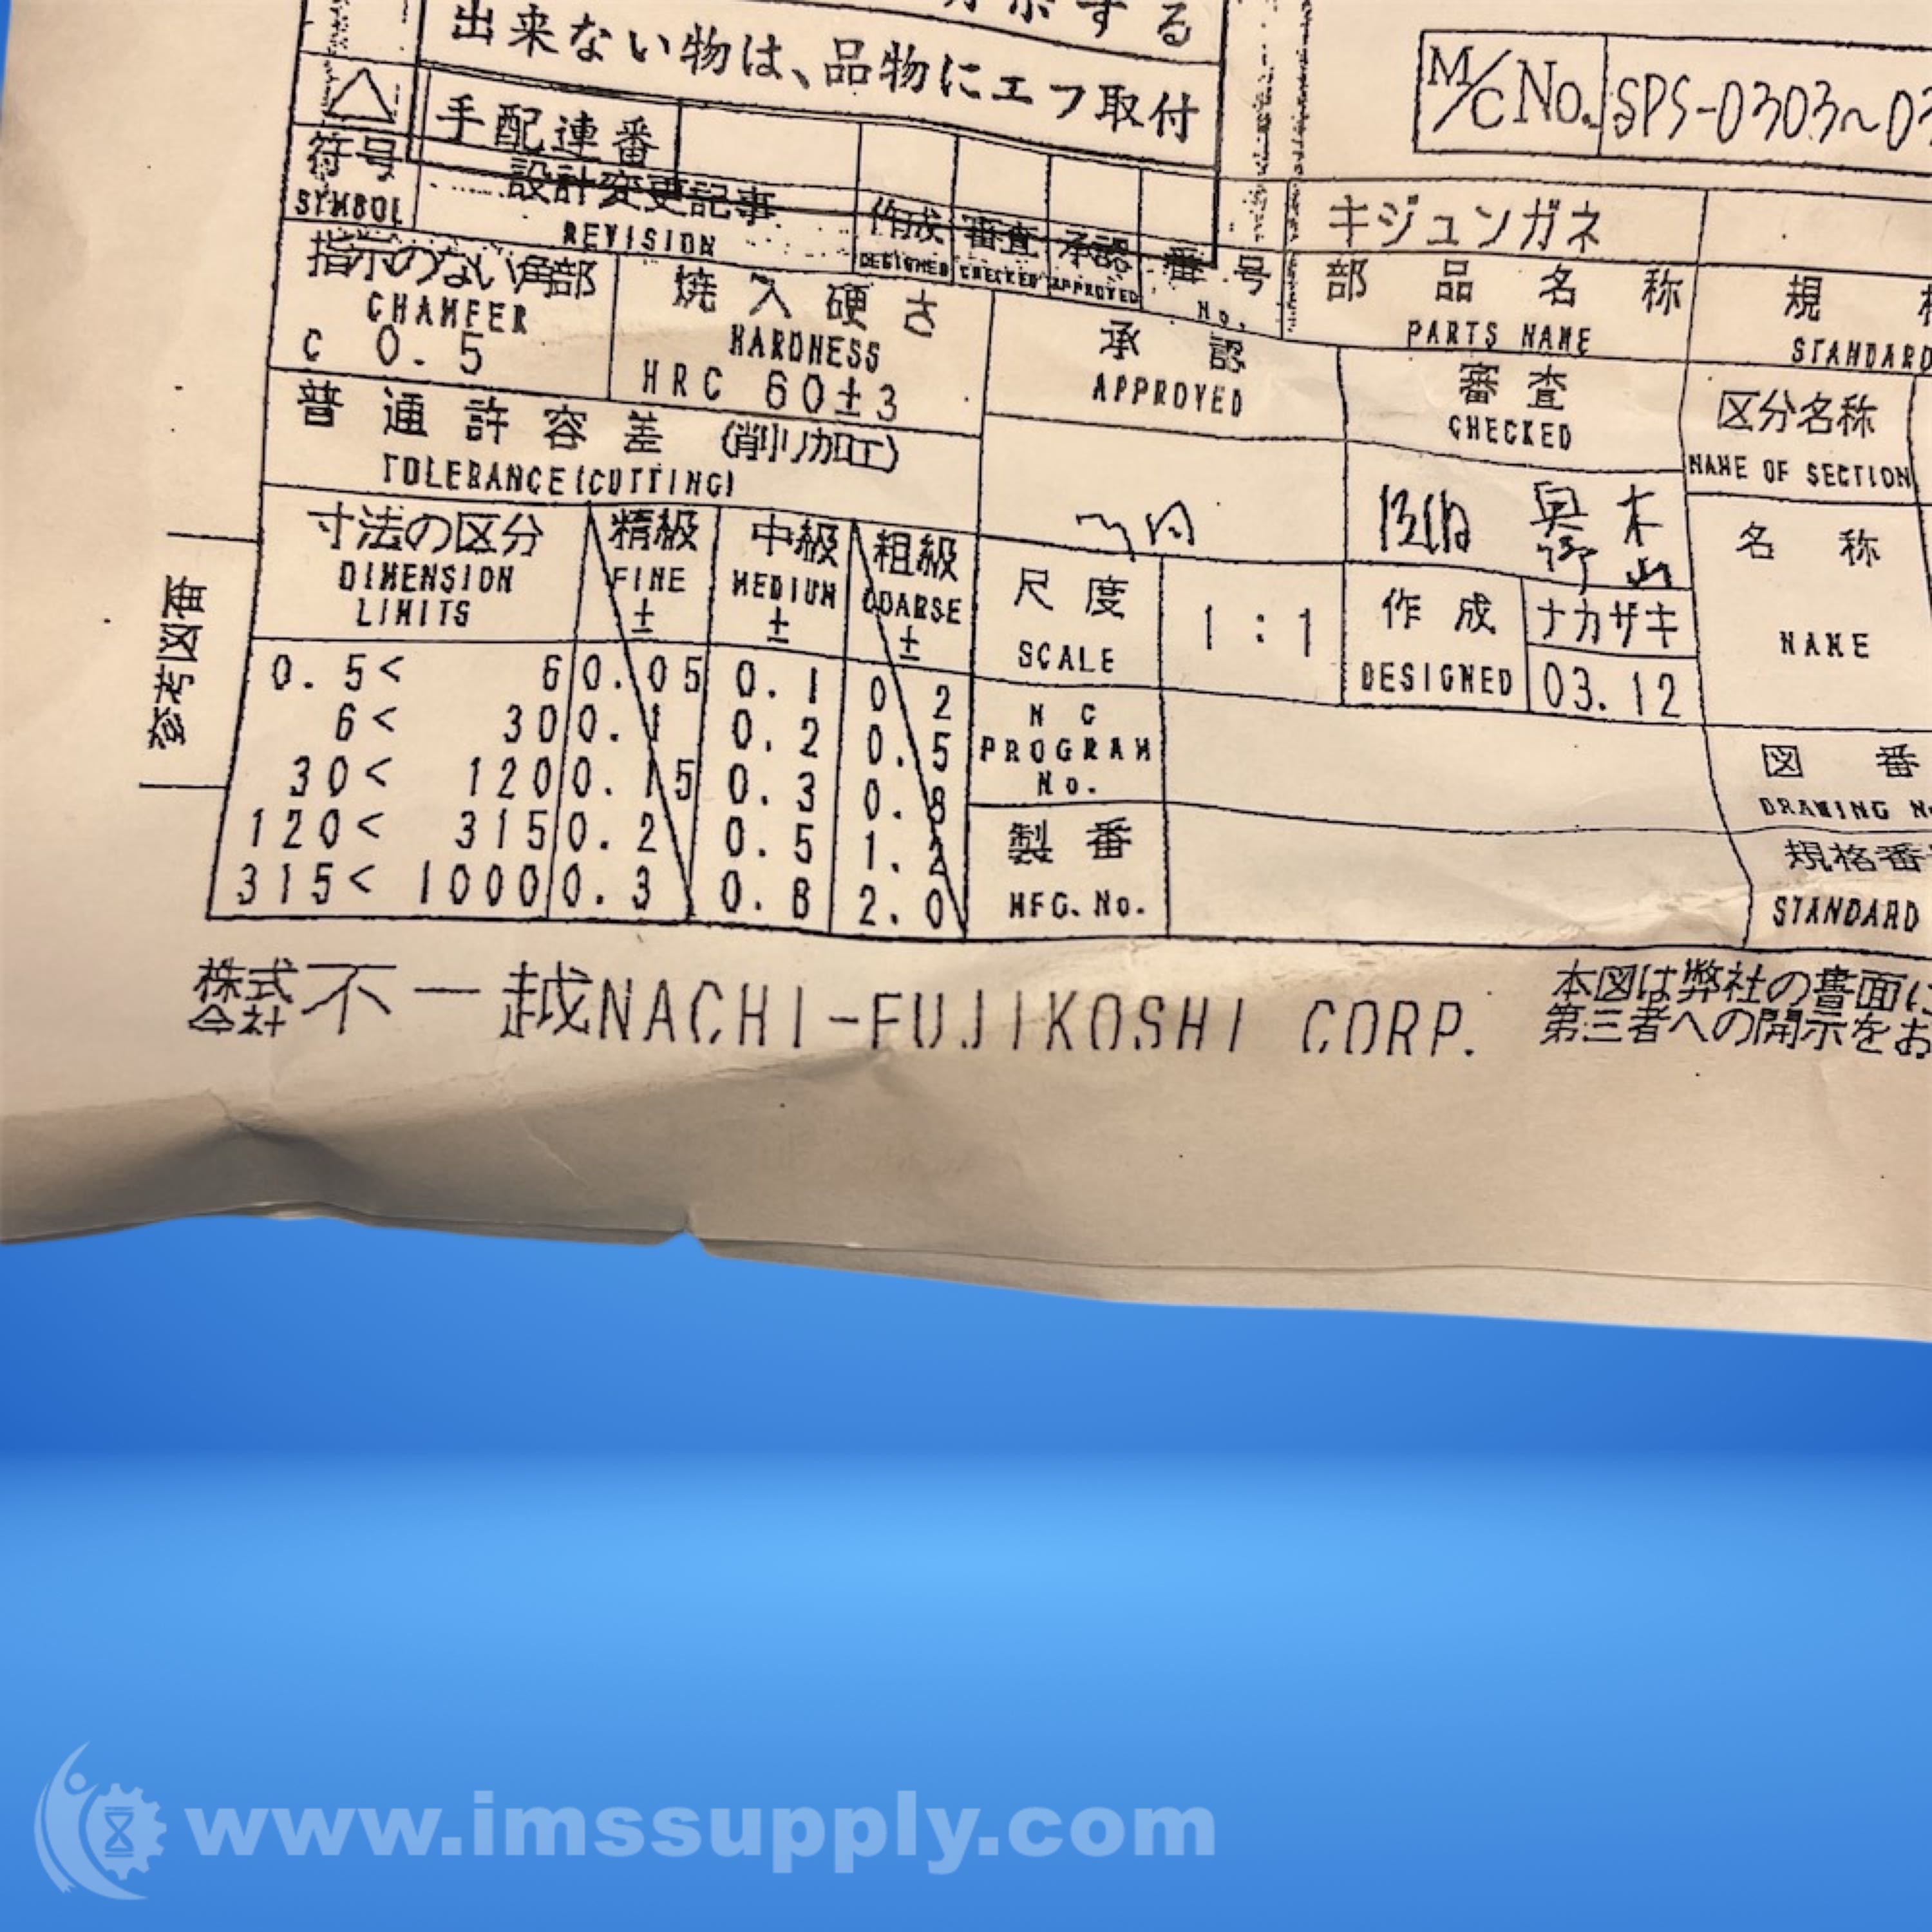 出来ない物は、品物にエフ取付
M/C No. SPS-0303~03
△
手配連番
符号
SYMBOL
設計変更記事
REVISION
作成
DESIGNED
審査
CHECKED
承認
APPROVED
番号
No.
キジュンガネ
部品名称
PARTS NAME
規
STANDARD
指示のない角部
CHAMFER
C 0.5
焼入硬さ
HARDNESS
HRC 60±3
承認
APPROVED
審査
CHECKED
区分名称
NAME OF SECTION
普通許容差 (削リ加工)
TOLERANCE (CUTTING)
寸法の区分
DIMENSION
LIMITS
精級
FINE
±
中級
MEDIUM
±
粗級
COARSE
±
0.5< 6 0.05 0.1 0.2
6< 30 0.1 0.2 0.5
30< 120 0.15 0.3 0.8
120< 315 0.2 0.5 1.2
315< 1000 0.3 0.8 2.0
尺度
SCALE
1:1
作成
DESIGNED
ナカザキ
03.12
名称
NAME
NC
PROGRAM
No.
図番
DRAWING No
製番
MFG. No.
規格番
STANDARD
参考図番
株式会社 不二越 NACHI-FUJIKOSHI CORP.
本図は弊社の書面に
第三者への開示をお
www.imssupply.com